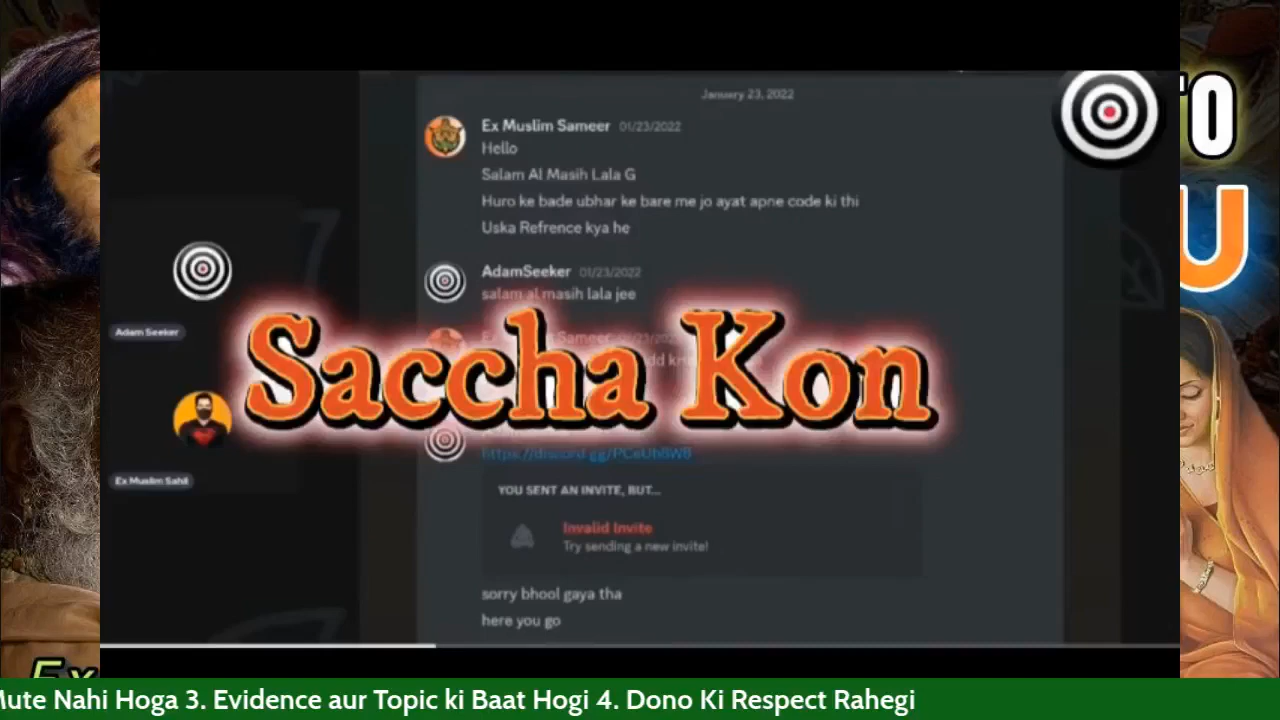 January 23, 2022
Ex Muslim Sameer 01/23/2022
Hello
Salam Al Masih Lala G
Huro ke bade ubhar ke bare me jo ayat apne code ki thi
Uska Refrence kya he
AdamSeeker 01/23/2022
salam al masih lala jee
Adam Seeker
Saccha Kon
Ex Muslim Sahil
YOU SENT AN INVITE, BUT...
Invalid Invite
Try sending a new invite!
sorry bhool gaya tha
here you go
TO
U
Ex
Mute Nahi Hoga 3. Evidence aur Topic ki Baat Hogi 4. Dono Ki Respect Rahegi